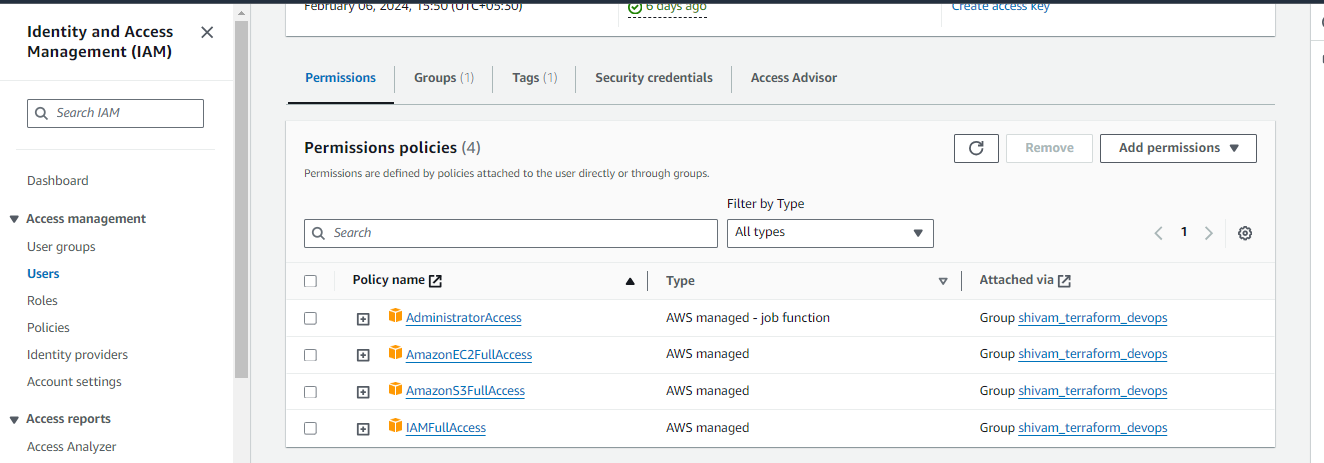 February 06, 2024, 15:50 (UTC+05:30)
6 days ago
Create access key
Identity and Access
Management (IAM)
Search IAM
Dashboard
Access management
User groups
Users
Roles
Policies
Identity providers
Account settings
Access reports
Access Analyzer
Permissions
Groups (1)
Tags (1)
Security credentials
Access Advisor
Permissions policies (4)
Permissions are defined by policies attached to the user directly or through groups.
Remove
Add permissions
Filter by Type
Search
All types
1
Policy name
Type
Attached via
AdministratorAccess
AWS managed - job function
Group shivam_terraform_devops
AmazonEC2FullAccess
AWS managed
Group shivam_terraform_devops
AmazonS3FullAccess
AWS managed
Group shivam_terraform_devops
IAMFullAccess
AWS managed
Group shivam_terraform_devops